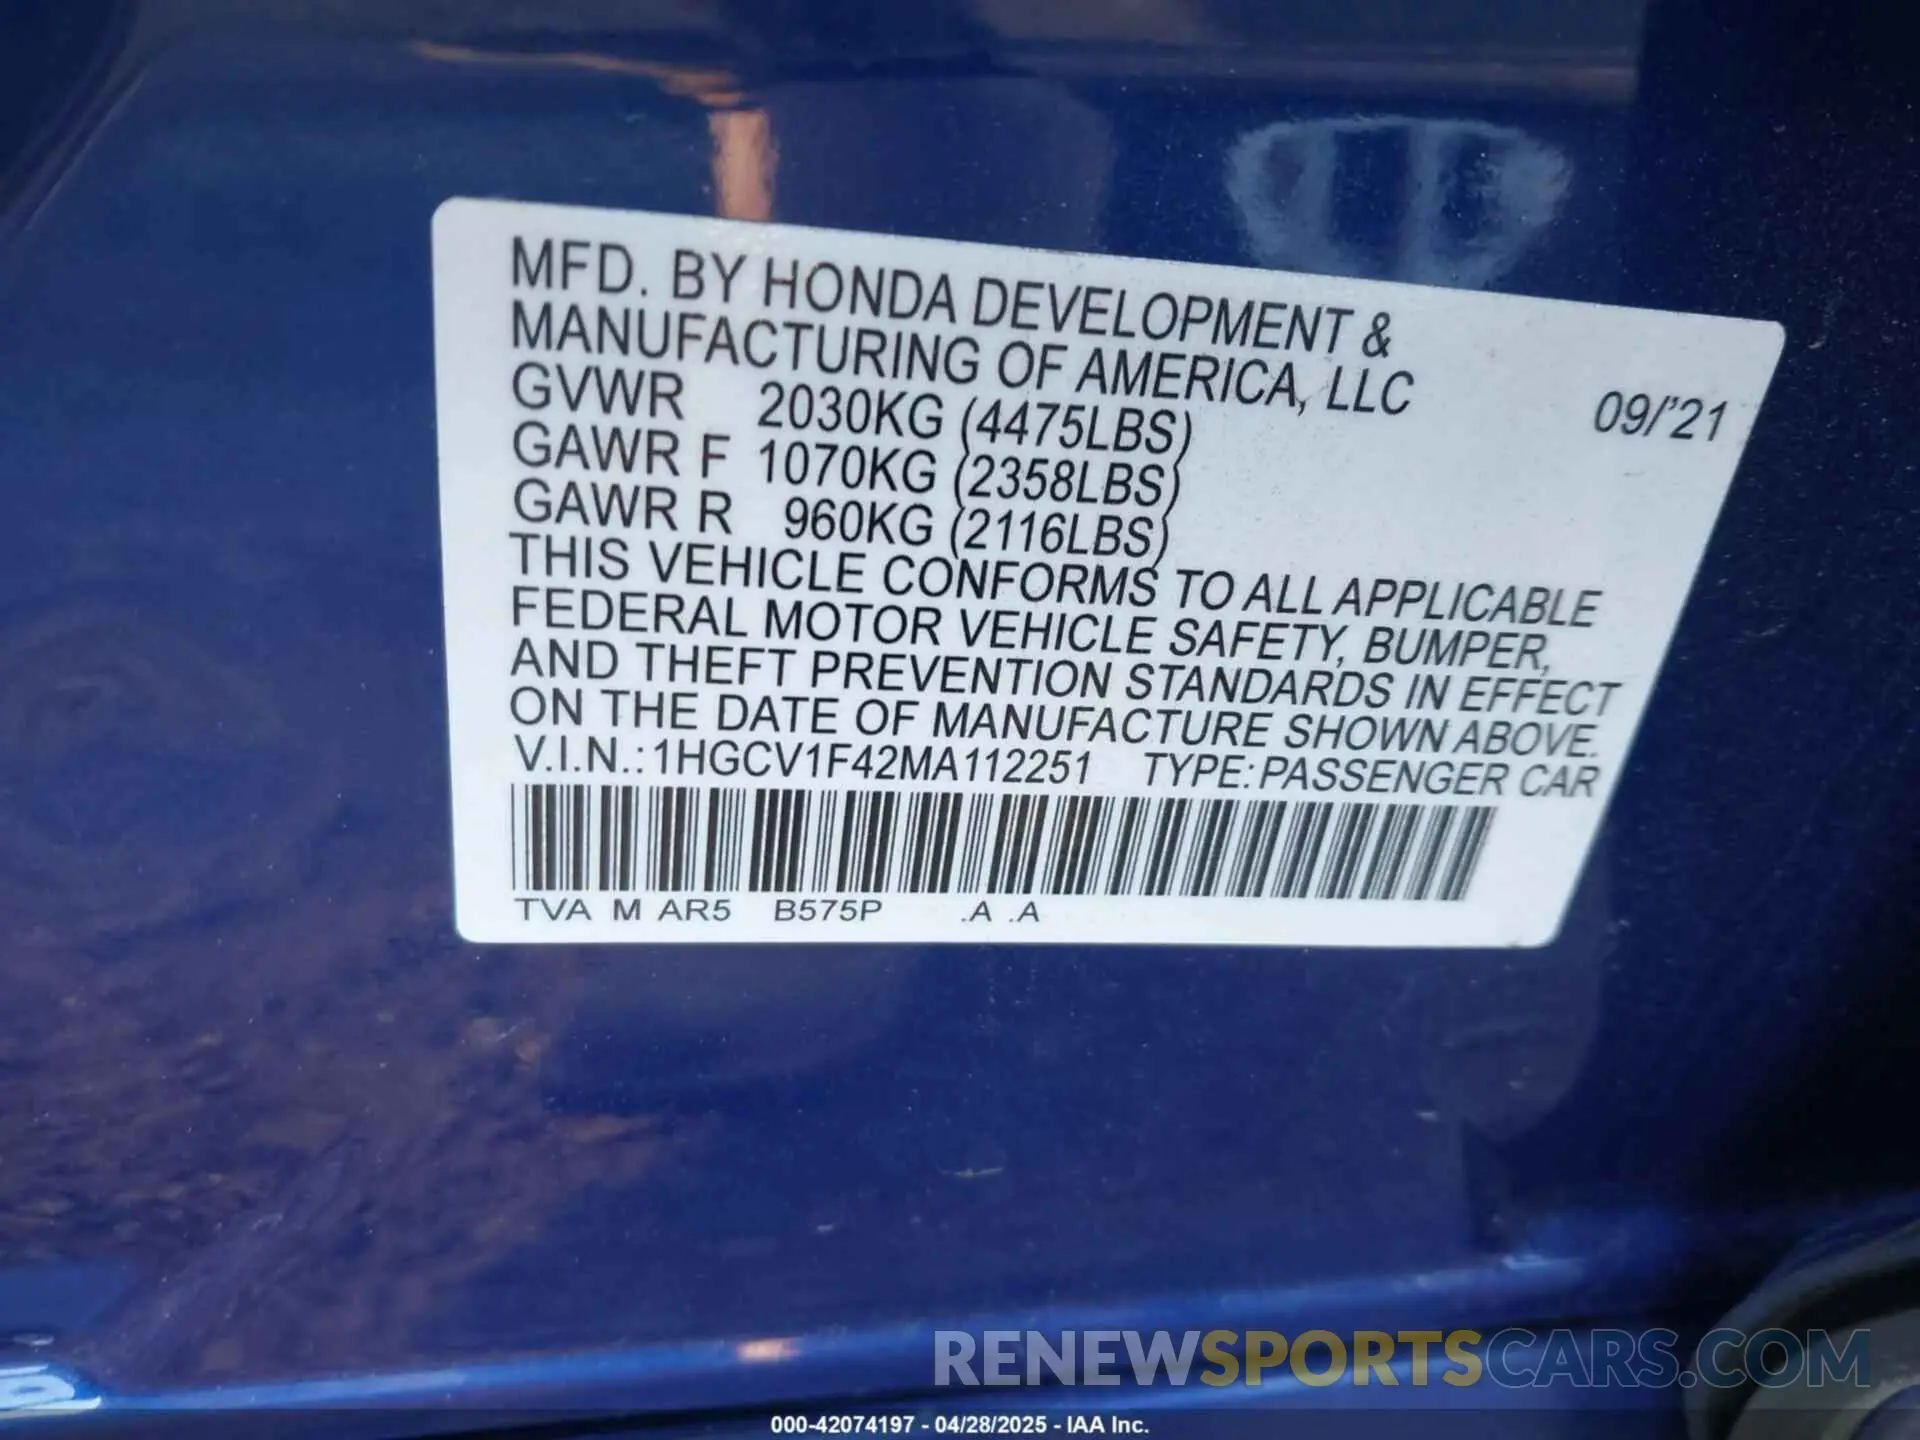 MFD. BY HONDA DEVELOPMENT &
MANUFACTURING OF AMERICA, LLC
09/'21
GVWR 2030KG (4475LBS)
GAWR F 1070KG (2358LBS)
GAWR R 960KG (2116LBS)
THIS VEHICLE CONFORMS TO ALL APPLICABLE
FEDERAL MOTOR VEHICLE SAFETY, BUMPER,
AND THEFT PREVENTION STANDARDS IN EFFECT
ON THE DATE OF MANUFACTURE SHOWN ABOVE.
V.I.N.: 1HGCV1F42MA112251 TYPE: PASSENGER CAR
TVA M AR5 B575P .A .A
RENEWSPORTSCARS.COM
000-42074197 - 04/28/2025 - IAA Inc.